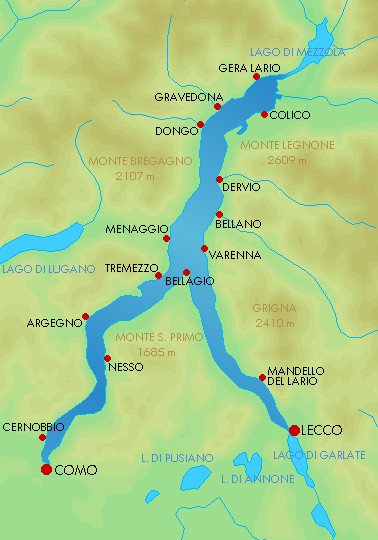 LAGO DI MEZZOLA
GERA LARIO
GRAVEDONA
COLICO
DONGO
MONTE LEGNONE
2609 m
MONTE BREGAGNO
2107 m
DERVIO
BELLANO
MENAGGIO
VARENNA
LAGO DI LUGANO
TREMEZZO
BELLAGIO
GRIGNA
2410 m
ARGEGNO
MONTE S. PRIMO
1685 m
NESSO
MANDELLO
DEL LARIO
CERNOBBIO
LECCO
LAGO DI GARLATE
L. DI PUSIANO
COMO
L. DI ANNONE